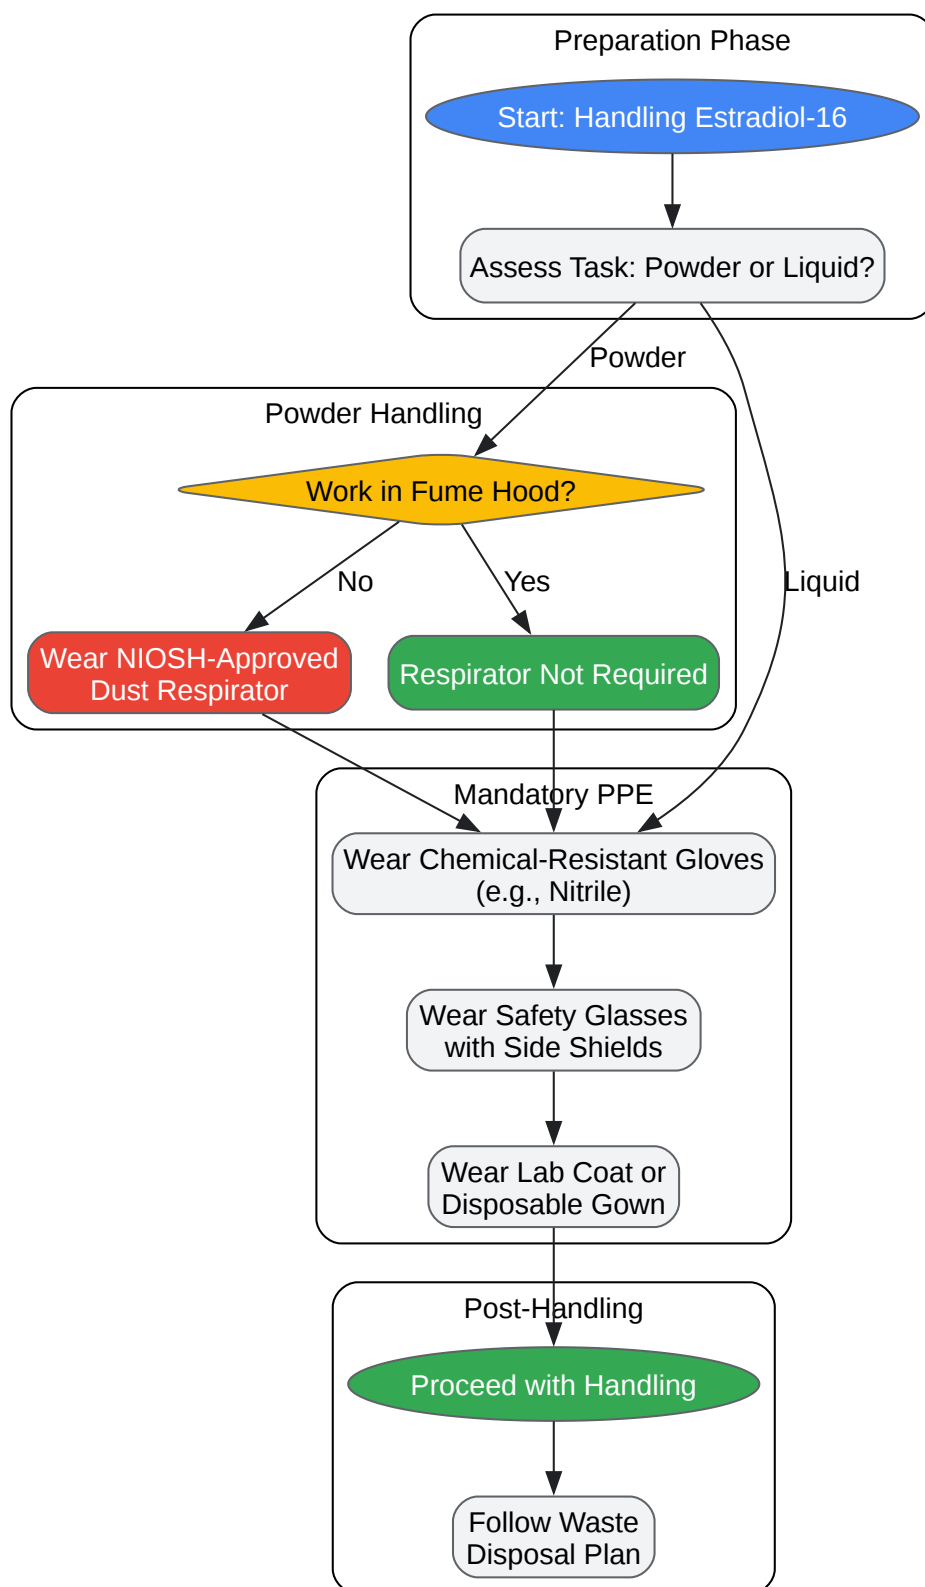 Preparation Phase
Start: Handling Estradiol-16
Assess Task: Powder or Liquid?
Powder
Powder Handling
Work in Fume Hood?
No
Yes
Liquid
Wear NIOSH-Approved
Dust Respirator
Respirator Not Required
Mandatory PPE
Wear Chemical-Resistant Gloves
(e.g., Nitrile)
Wear Safety Glasses
with Side Shields
Wear Lab Coat or
Disposable Gown
Post-Handling
Proceed with Handling
Follow Waste
Disposal Plan